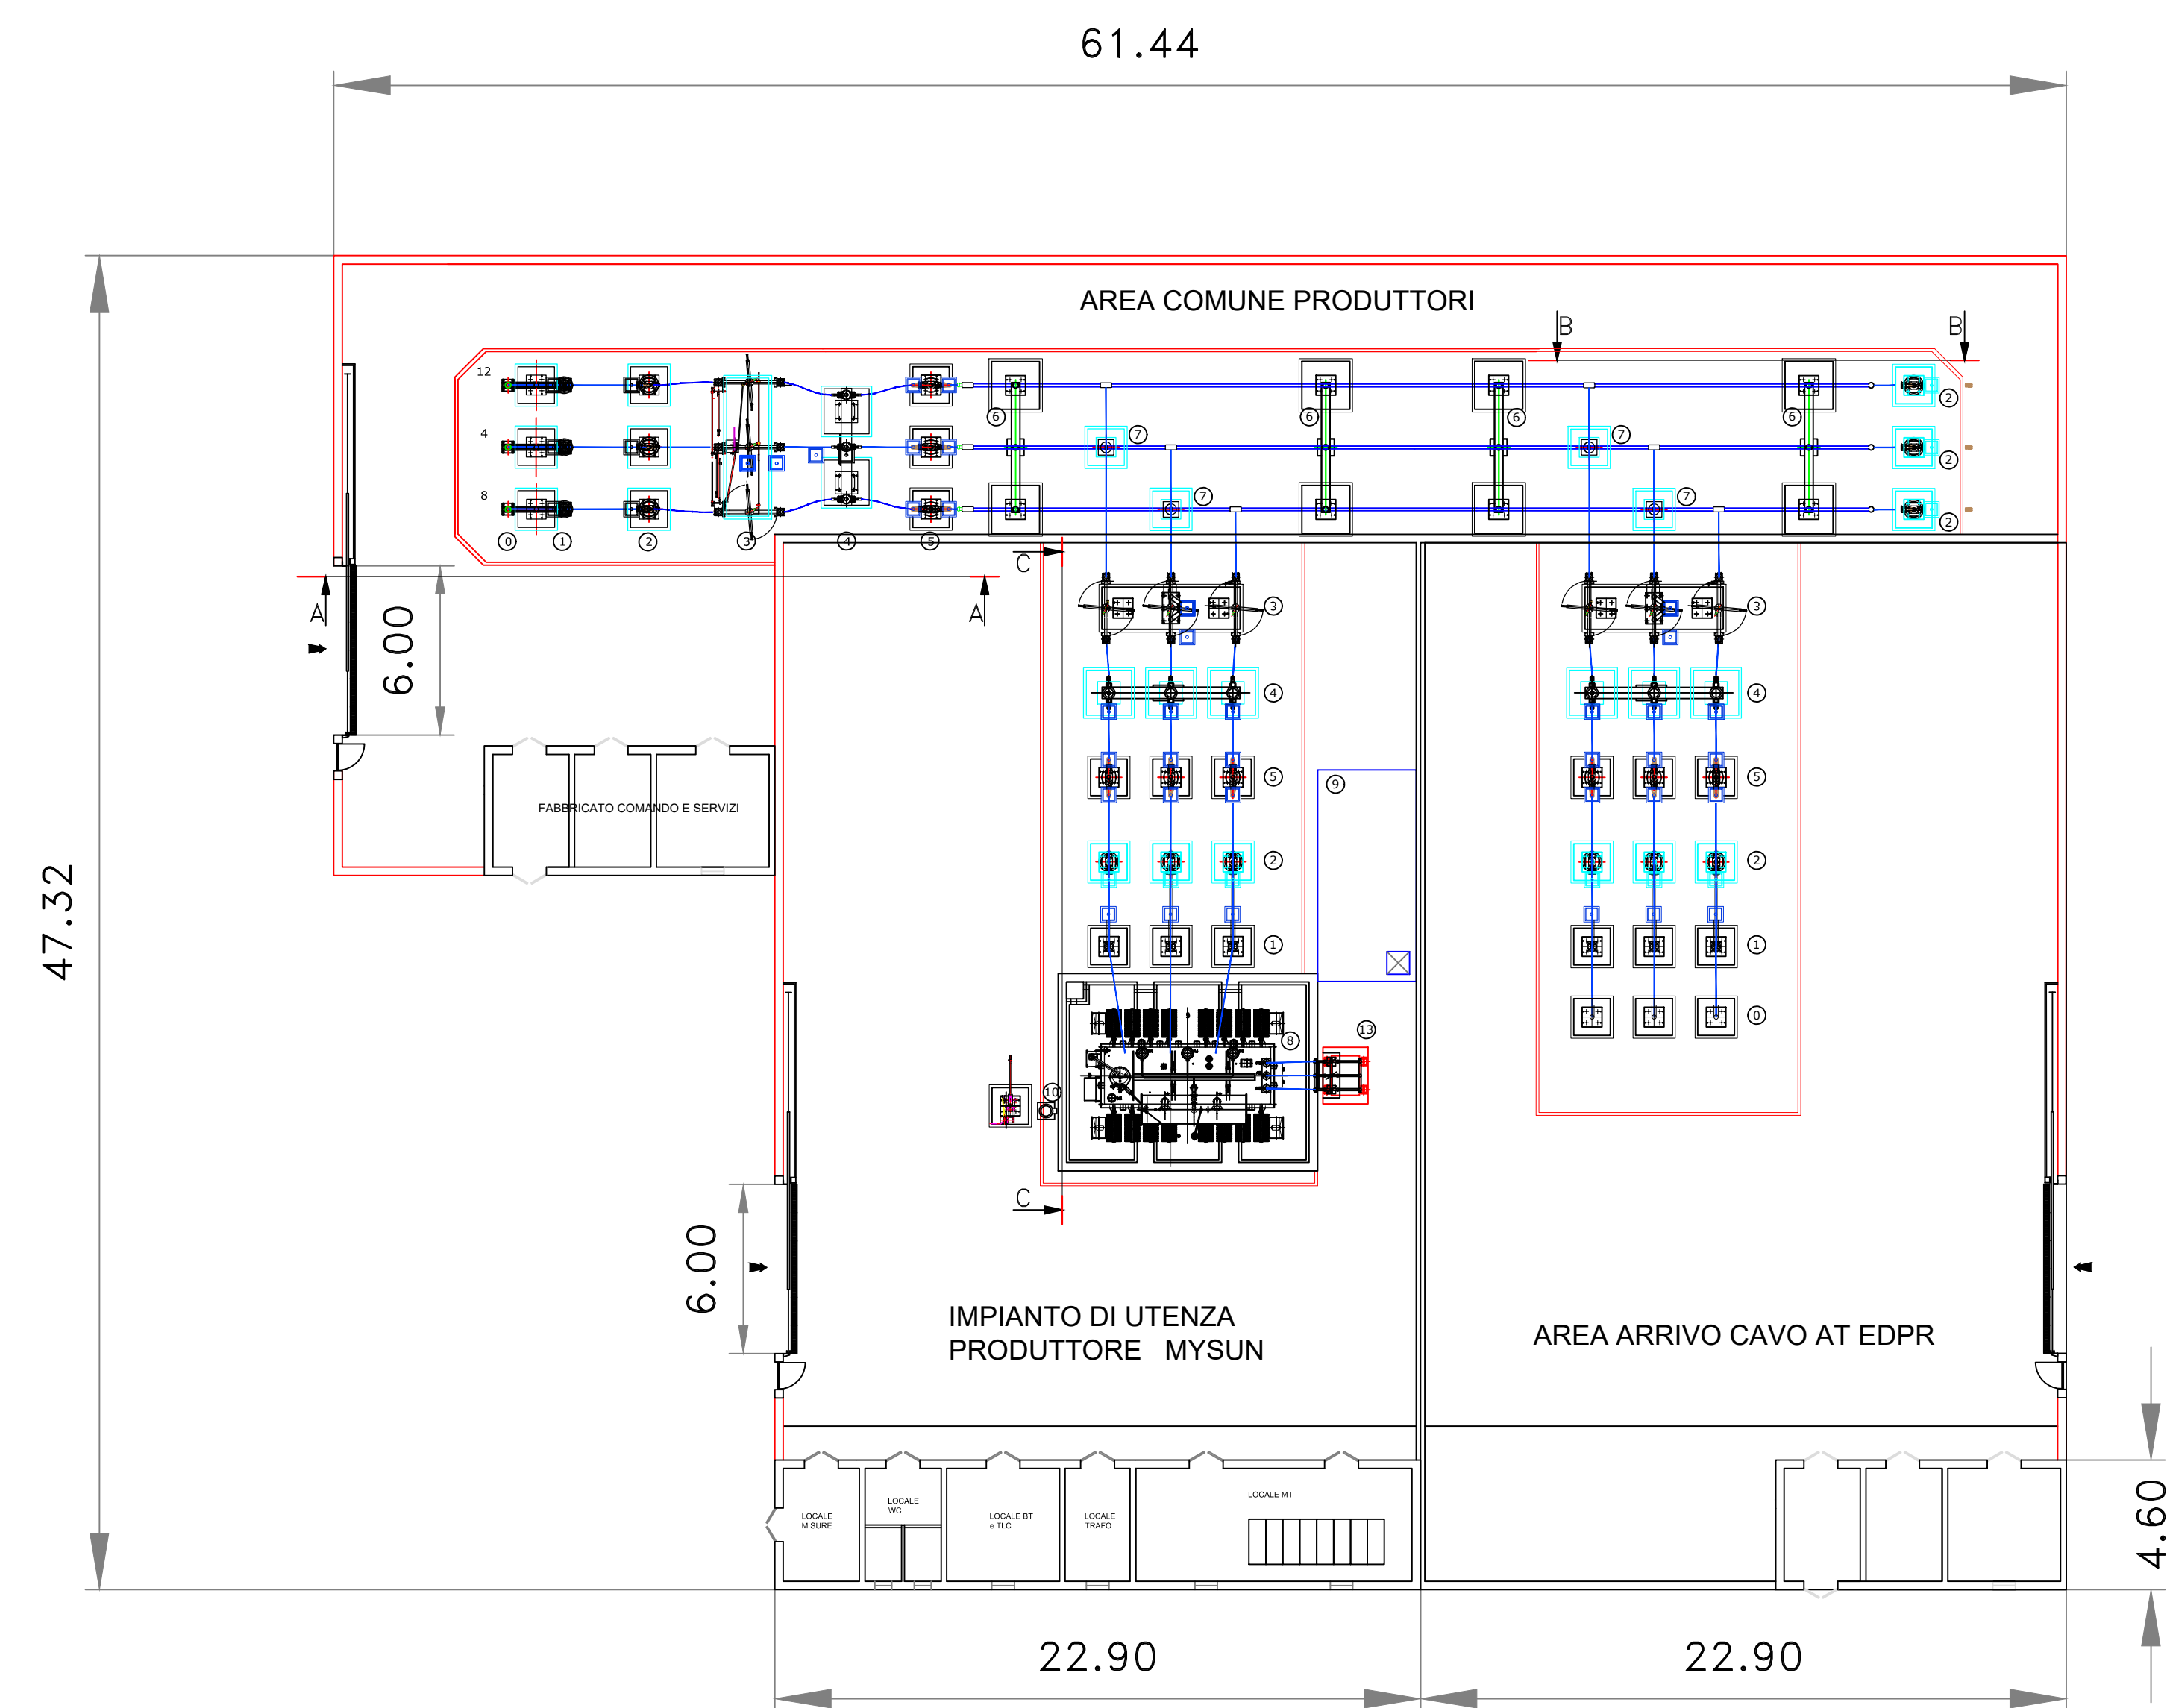 61.44
AREA COMUNE PRODUTTORI
B B
12
6 6 6 6 2
4
7 7 2
8
7 7 2
0 1 2 3 4 5
C
A A
3 3
6.00
4 4
5 9 5
FABBRICATO COMANDO E SERVIZI
2 2
47.32
1 1
0
8 13
10
C
6.00
IMPIANTO DI UTENZA
PRODUTTORE MYSUN
AREA ARRIVO CAVO AT EDPR
LOCALE
MISURE
LOCALE
WC
LOCALE BT
e TLC
LOCALE
TRAFO
LOCALE MT
4.60
22.90 22.90